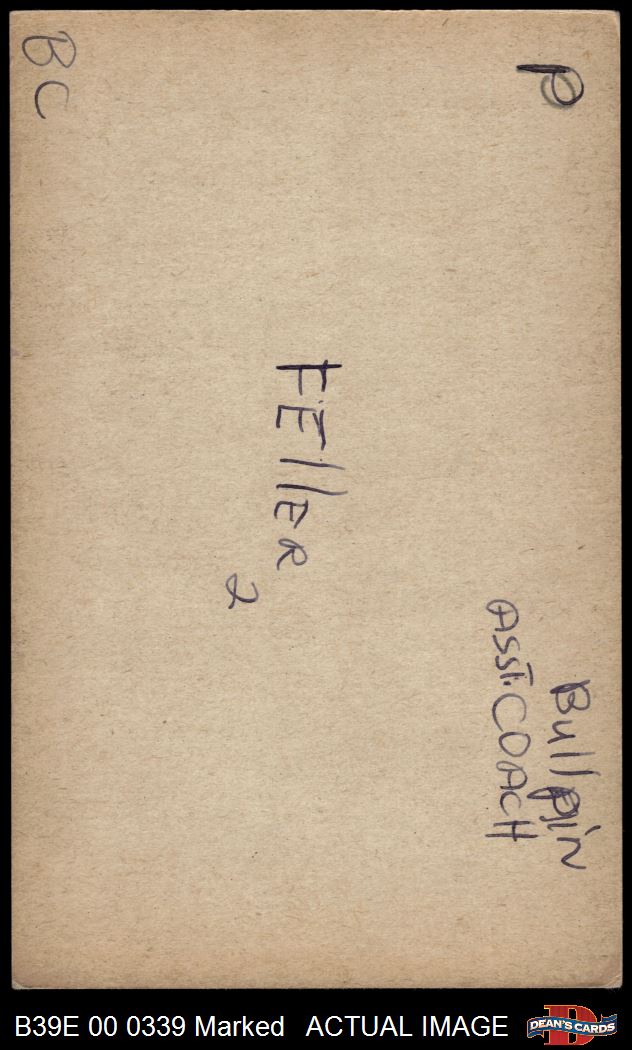 BC
P
FEllER
2
Bullpin
ASST. COACH
B39E 00 0339 Marked ACTUAL IMAGE
DEAN'S CARDS